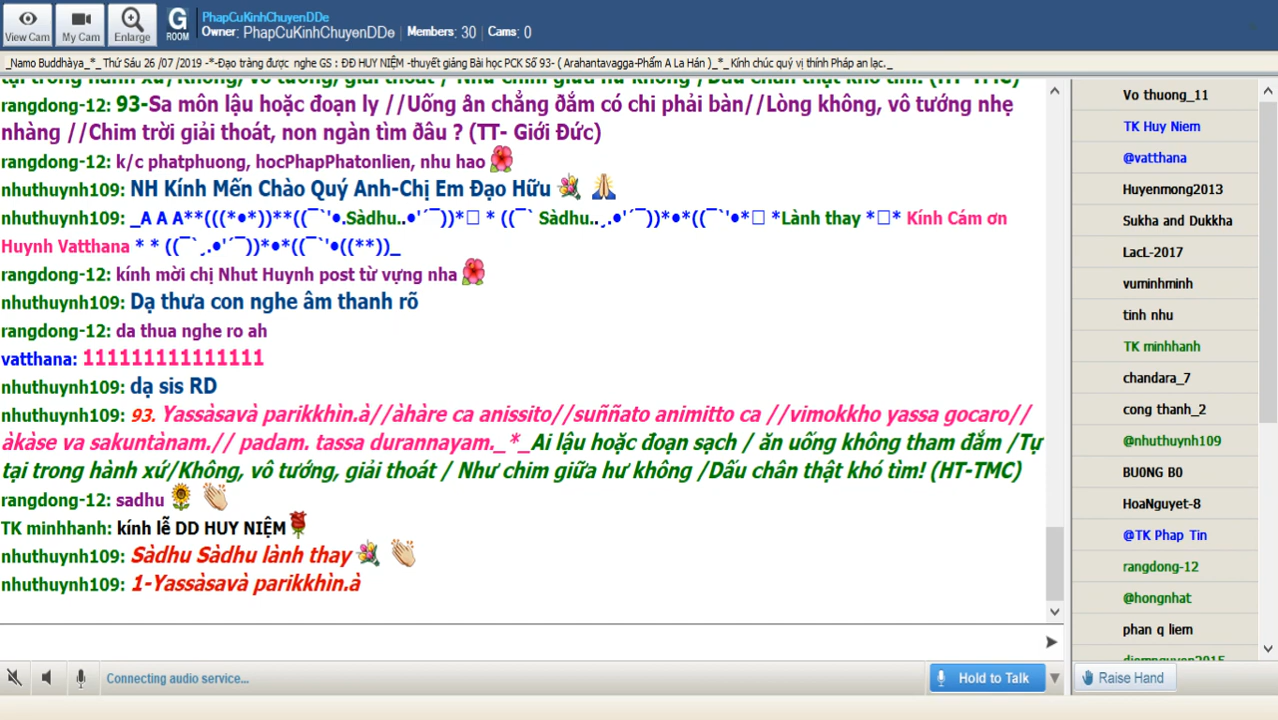 View Cam
My Cam
Enlarge
G
ROOM
PhapCuKinhChuyenDDe
Owner: PhapCuKinhChuyenDDe Members: 30 Cams: 0
_Namo Buddhàya_*_ Thứ Sáu 26 /07 /2019 -*-Đạo tràng được nghe GS : ĐĐ HUY NIỆM -thuyết giảng Bài học PCK Số 93- ( Arahantavagga-Phẩm A La Hán )_*_Kính chúc quý vị thính Pháp an lạc._
rangdong-12: 93-Sa môn lậu hoặc đoạn ly //Uống ăn chẳng đắm có chi phải bàn//Lòng không, vô tướng nhẹ
nhàng //Chim trời giải thoát, non ngàn tìm đâu ? (TT- Giới Đức)
rangdong-12: k/c phatphuong, hocPhapPhatonlien, nhu hao
nhuthuynh109: NH Kính Mến Chào Quý Anh-Chị Em Đạo Hữu
nhuthuynh109: _A A A**(((*•*))**((¯`'•.Sàdhu..•'´¯))*□ * ((¯` Sàdhu..¸.•'´¯))*•*((¯`'•*□ *Lành thay *□* Kính Cám ơn
Huynh Vatthana * * ((¯`¸.•'´¯))*•*((¯`'•((**))_
rangdong-12: kính mời chị Nhut Huynh post từ vựng nha
nhuthuynh109: Dạ thưa con nghe âm thanh rõ
rangdong-12: da thua nghe ro ah
vatthana: 1111111111111111
nhuthuynh109: dạ sis RD
nhuthuynh109: 93. Yassàsavà parikkhìn.à//àhàre ca anissito//suññato animitto ca //vimokkho yassa gocaro//
àkàse va sakuntànam.// padam. tassa durannayam._*_Ai lậu hoặc đoạn sạch / ăn uống không tham đắm /Tự
tại trong hành xứ/Không, vô tướng, giải thoát / Như chim giữa hư không /Dấu chân thật khó tìm! (HT-TMC)
rangdong-12: sadhu
TK minhhanh: kính lễ DD HUY NIỆM
nhuthuynh109: Sàdhu Sàdhu lành thay
nhuthuynh109: 1-Yassàsavà parikkhìn.à
Connecting audio service...
Hold to Talk
Vo thuong_11
TK Huy Niem
@vatthana
Huyenmong2013
Sukha and Dukkha
LacL-2017
vuminhminh
tinh nhu
TK minhhanh
chandara_7
cong thanh_2
@nhuthuynh109
BU0NG B0
HoaNguyet-8
@TK Phap Tin
rangdong-12
@hongnhat
phan q liem
Raise Hand